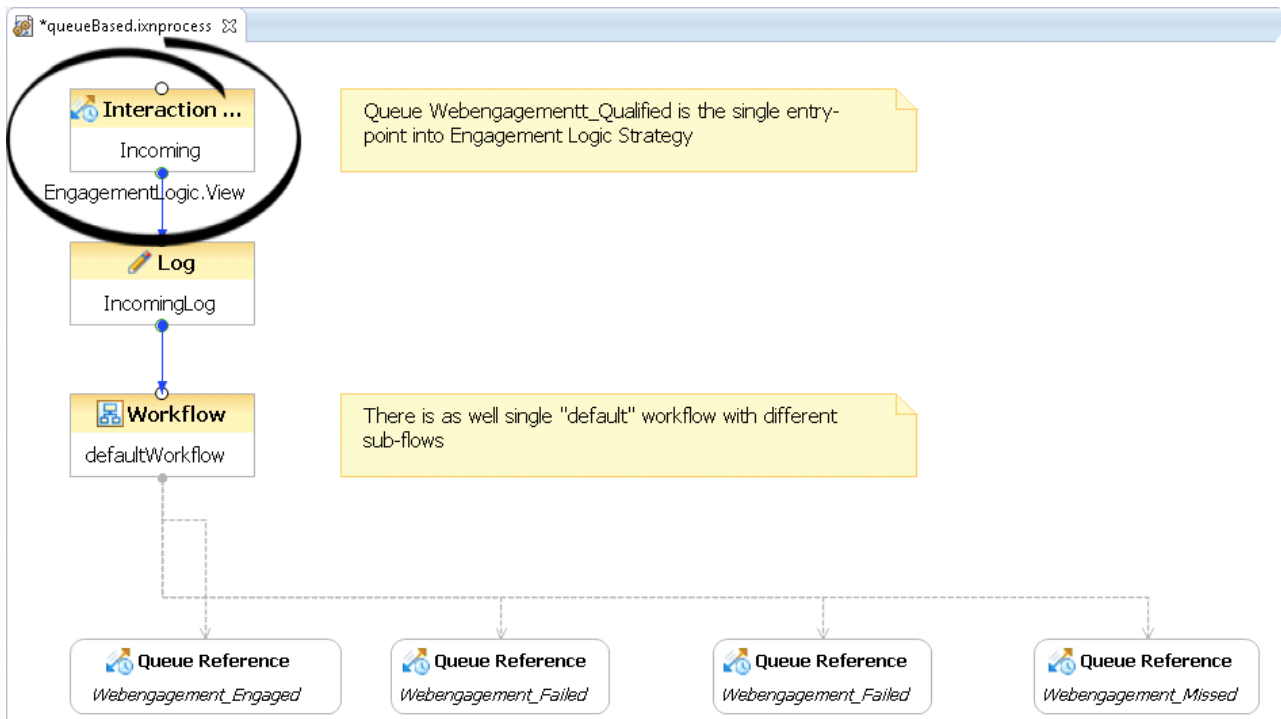 *queueBased.ixnprocess
Interaction ...
Incoming
EngagementLogic.View
Queue Webengagementt_Qualified is the single entry-
point into Engagement Logic Strategy
Log
IncomingLog
Workflow
defaultWorkflow
There is as well single "default" workflow with different
sub-flows
Queue Reference
Webengagement_Engaged
Queue Reference
Webengagement_Failed
Queue Reference
Webengagement_Failed
Queue Reference
Webengagement_Missed